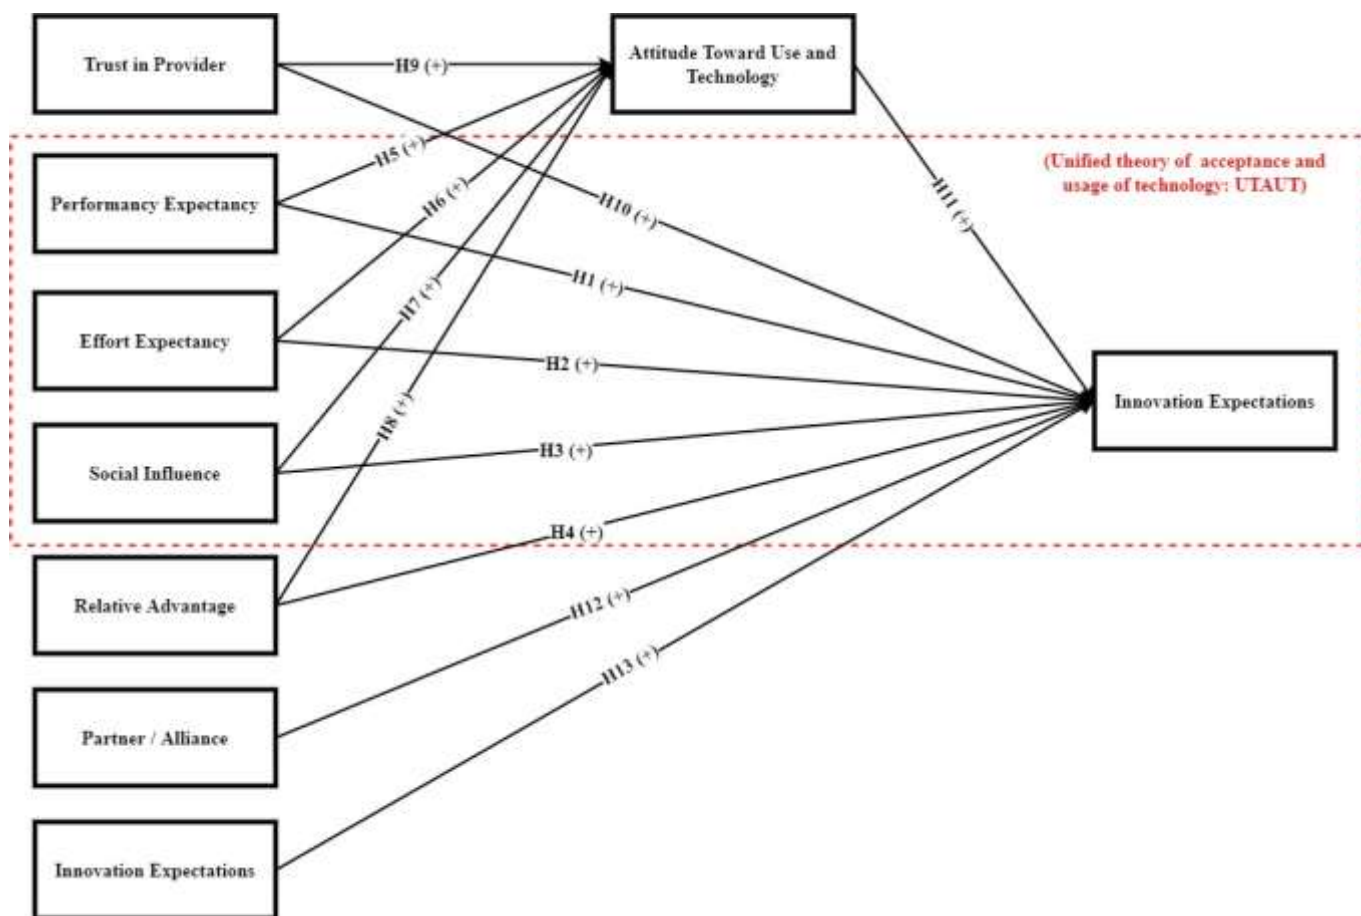 Trust in Provider
H9 (+)
Attitude Toward Use and
Technology
(Unified theory of acceptance and
usage of technology: UTAUT)
H5 (+)
Performancy Expectancy
H6 (+)
H10 (+)
H11 (+)
H1 (+)
H7 (+)
Effort Expectancy
H2 (+)
Innovation Expectations
H8 (+)
H3 (+)
Social Influence
H4 (+)
Relative Advantage
H12 (+)
H13 (+)
Partner / Alliance
Innovation Expectations